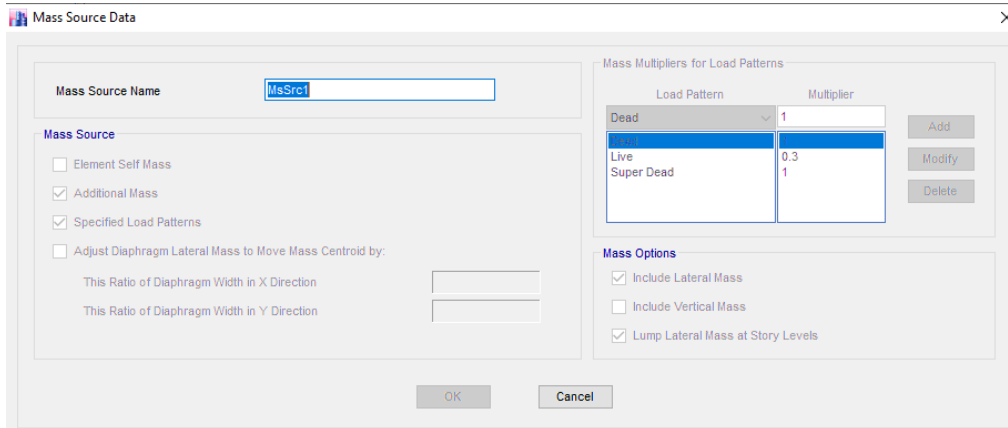 Mass Source Data
Mass Source Name
MsSrc1
Mass Source
Element Self Mass
Additional Mass
Specified Load Patterns
Adjust Diaphragm Lateral Mass to Move Mass Centroid by:
This Ratio of Diaphragm Width in X Direction
This Ratio of Diaphragm Width in Y Direction
Mass Multipliers for Load Patterns
Load Pattern Multiplier
Dead 1
Live 0.3
Super Dead 1
Add
Modify
Delete
Mass Options
Include Lateral Mass
Include Vertical Mass
Lump Lateral Mass at Story Levels
OK Cancel